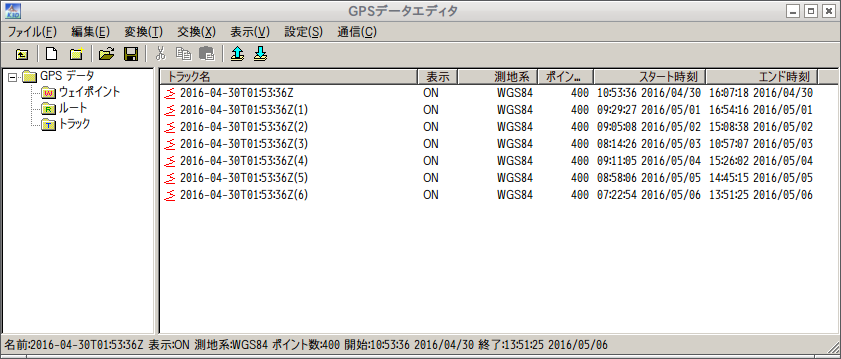 GPSデータエディタ
ファイル(F) 編集(E) 変換(T) 交換(X) 表示(V) 設定(S) 通信(C)
GPS データ
ウェイポイント
ルート
トラック
トラック名 表示 測地系 ポイン... スタート時刻 エンド時刻
2016-04-30T01:53:36Z ON WGS84 400 10:53:36 2016/04/30 16:07:18 2016/04/30
2016-04-30T01:53:36Z(1) ON WGS84 400 09:29:27 2016/05/01 16:54:16 2016/05/01
2016-04-30T01:53:36Z(2) ON WGS84 400 09:05:08 2016/05/02 15:08:38 2016/05/02
2016-04-30T01:53:36Z(3) ON WGS84 400 08:14:26 2016/05/03 10:57:07 2016/05/03
2016-04-30T01:53:36Z(4) ON WGS84 400 09:11:05 2016/05/04 15:26:02 2016/05/04
2016-04-30T01:53:36Z(5) ON WGS84 400 08:58:06 2016/05/05 14:45:15 2016/05/05
2016-04-30T01:53:36Z(6) ON WGS84 400 07:22:54 2016/05/06 13:51:25 2016/05/06
名前:2016-04-30T01:53:36Z 表示:ON 測地系:WGS84 ポイント数:400 開始:10:53:36 2016/04/30 終了:13:51:25 2016/05/06